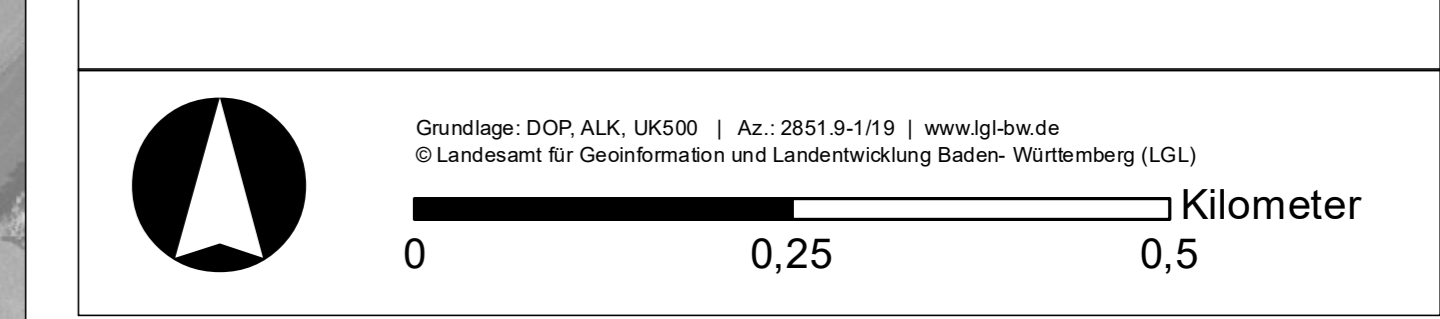 Grundlage: DOP, ALK, UK500 | Az.: 2851.9-1/19 | www.lgl-bw.de
© Landesamt für Geoinformation und Landentwicklung Baden- Württemberg (LGL)
Kilometer
0 0,25 0,5